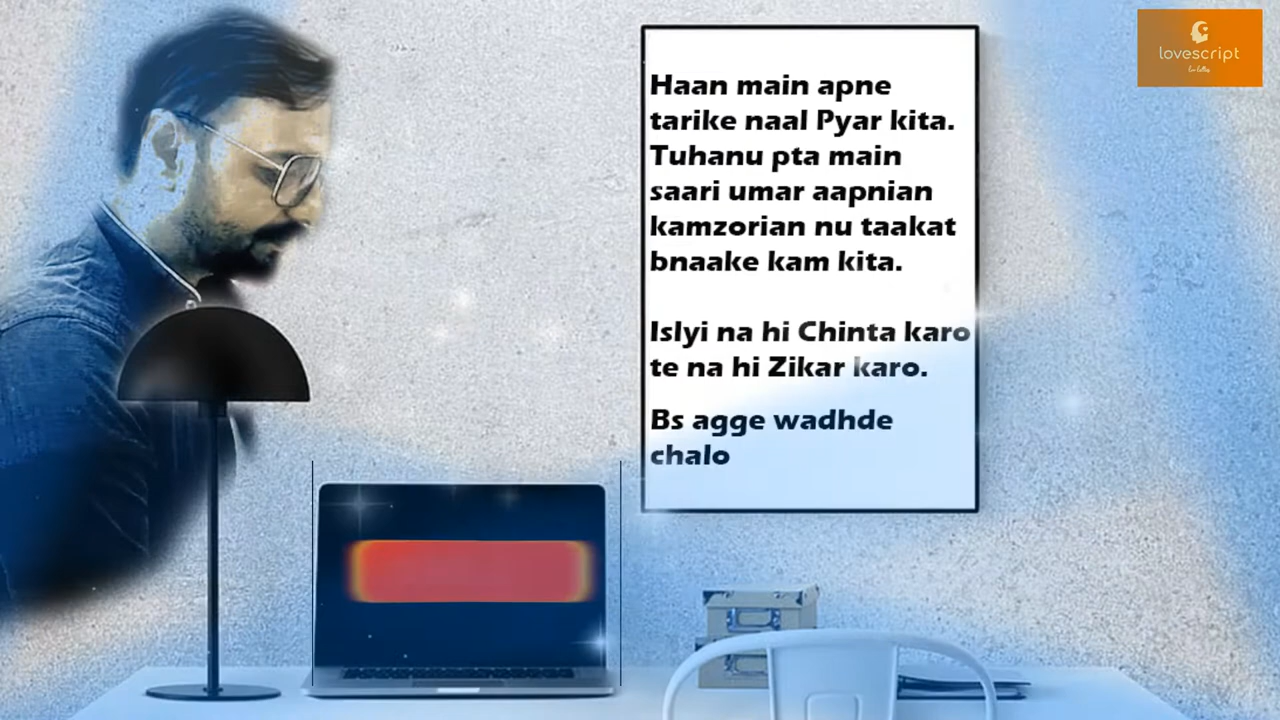 Haan main apne
tarike naal Pyar kita.
Tuhanu pta main
saari umar aapnian
kamzorian nu taakat
bnaake kam kita.
Islyi na hi Chinta karo
te na hi Zikar karo.
Bs agge wadhde
chalo
lovescript